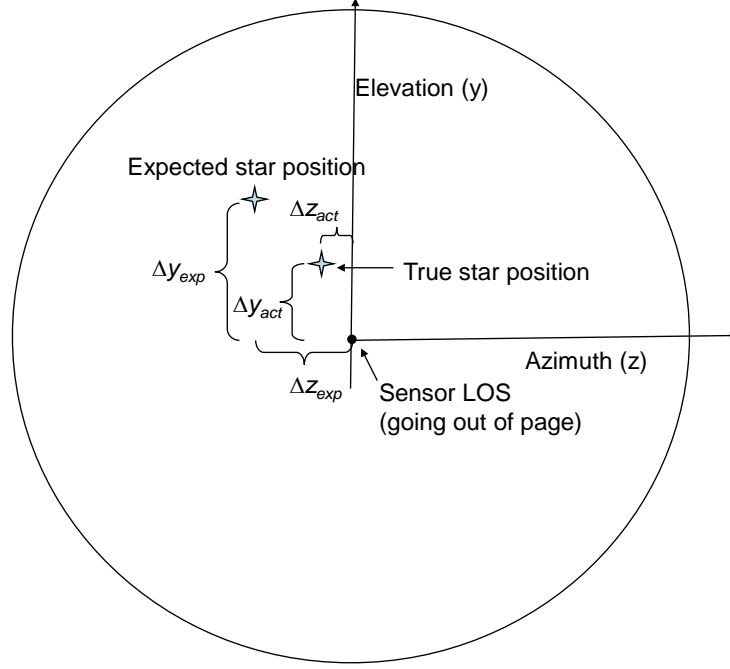 Elevation (y)
Expected star position
Δz_act
Δy_exp
True star position
Δy_act
Azimuth (z)
Δz_exp
Sensor LOS
(going out of page)